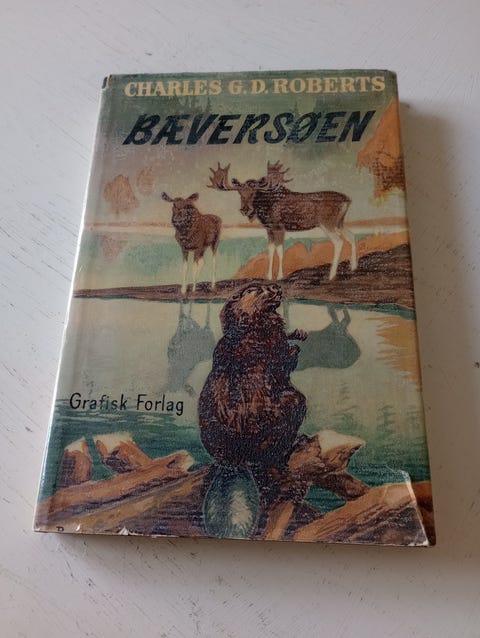 CHARLES G. D. ROBERTS
BÆVERSØEN
Grafisk Forlag